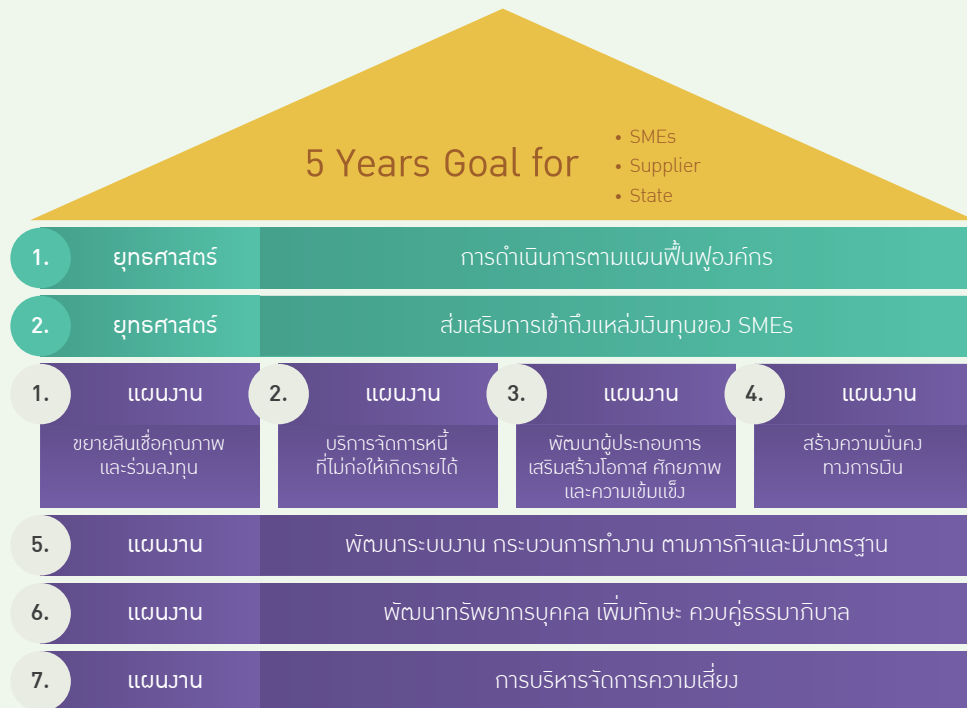 5 Years Goal for
• SMEs
• Supplier
• State
1. ยุทธศาสตร์ การดำเนินการตามแผนฟื้นฟูองค์กร
2. ยุทธศาสตร์ ส่งเสริมการเข้าถึงแหล่งเงินทุนของ SMEs
1. แผนงาน
ขยายสินเชื่อคุณภาพ
และร่วมลงทุน
2. แผนงาน
บริการจัดการหนี้
ที่ไม่ก่อให้เกิดรายได้
3. แผนงาน
พัฒนาผู้ประกอบการ
เสริมสร้างโอกาส ศักยภาพ
และความเข้มแข็ง
4. แผนงาน
สร้างความมั่นคง
ทางการเงิน
5. แผนงาน พัฒนาระบบงาน กระบวนการทำงาน ตามภารกิจและมีมาตรฐาน
6. แผนงาน พัฒนาทรัพยากรบุคคล เพิ่มทักษะ ควบคู่ธรรมาภิบาล
7. แผนงาน การบริหารจัดการความเสี่ยง